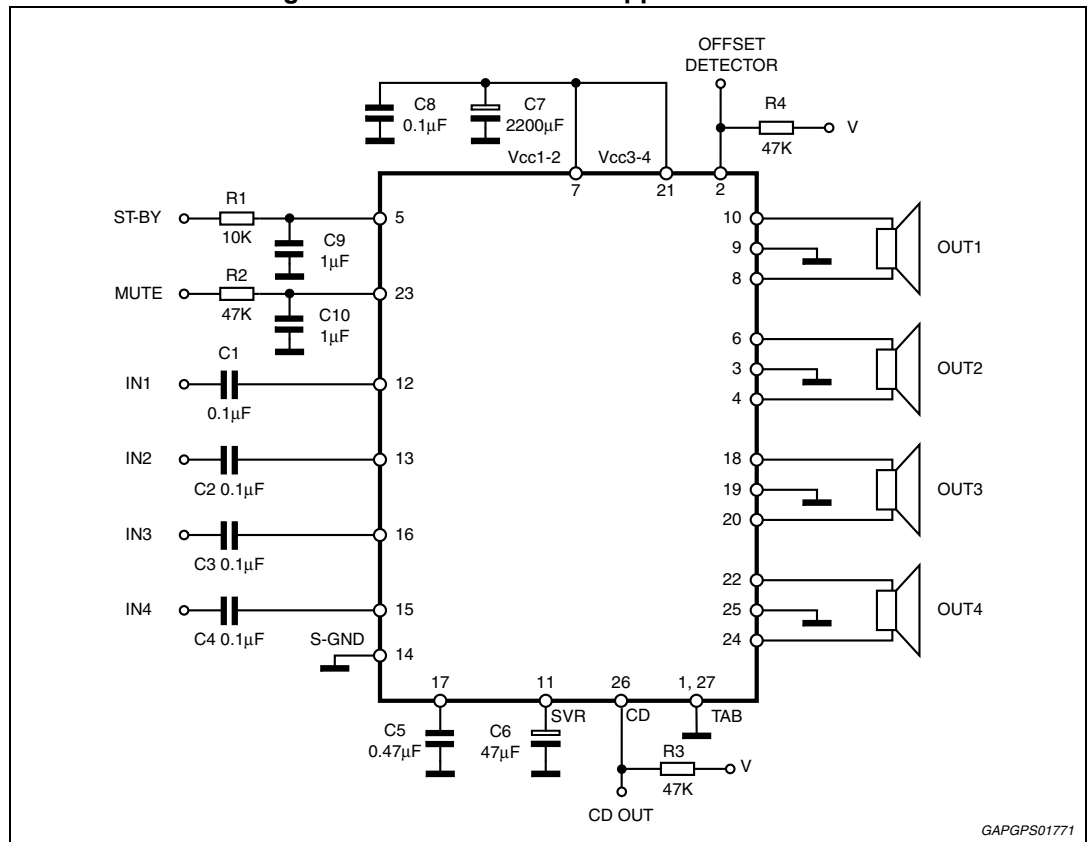 OFFSET
DETECTOR
C8
0.1µF
C7
2200µF
R4
V
47K
Vcc1-2
Vcc3-4
7
21
2
ST-BY
R1
10K
5
C9
1µF
MUTE
R2
47K
23
C10
1µF
IN1
C1
0.1µF
12
IN2
C2 0.1µF
13
IN3
C3 0.1µF
16
IN4
C4 0.1µF
15
S-GND
14
10
9
8
OUT1
6
3
4
OUT2
18
19
20
OUT3
22
25
24
OUT4
17
11
26
1, 27
SVR
CD
TAB
C5
0.47µF
C6
47µF
R3
V
47K
CD OUT
GAPGPS01771